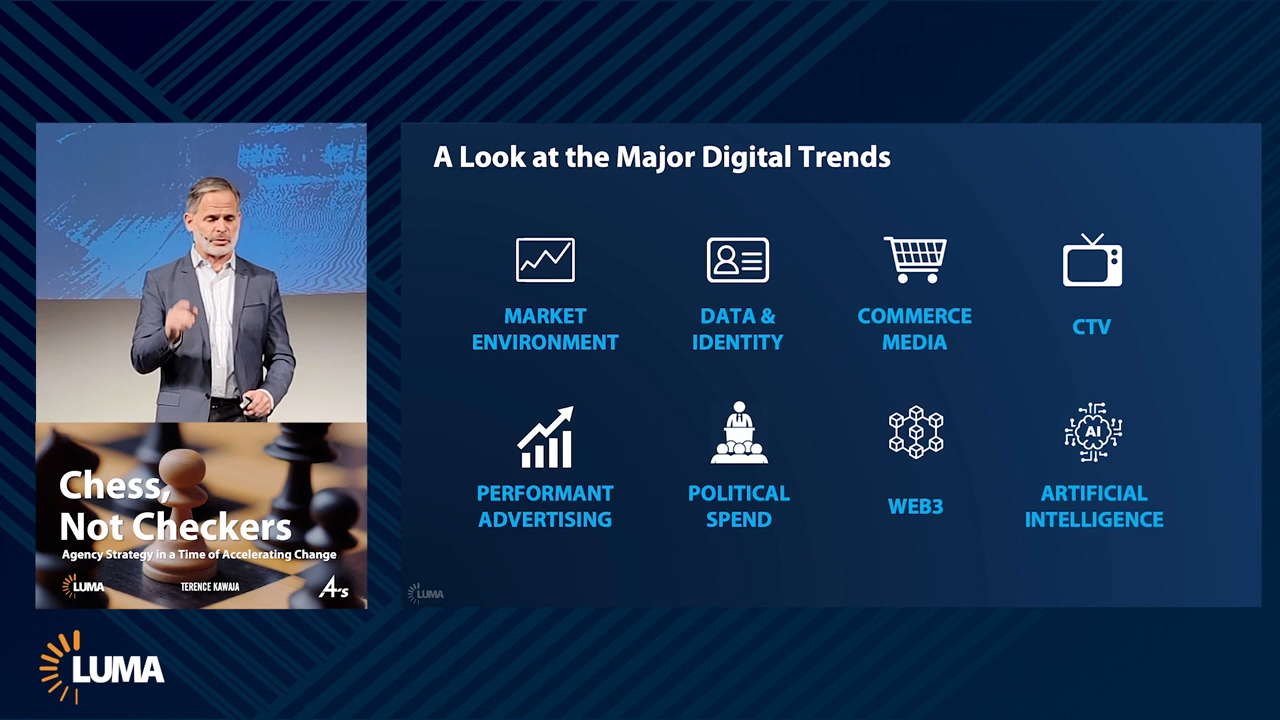 A Look at the Major Digital Trends
MARKET
ENVIRONMENT
DATA &
IDENTITY
COMMERCE
MEDIA
CTV
PERFORMANT
ADVERTISING
POLITICAL
SPEND
WEB3
AI
ARTIFICIAL
INTELLIGENCE
LUMA
Chess,
Not Checkers
Agency Strategy in a Time of Accelerating Change
LUMA
TERENCE KAWAJA
4A's
LUMA